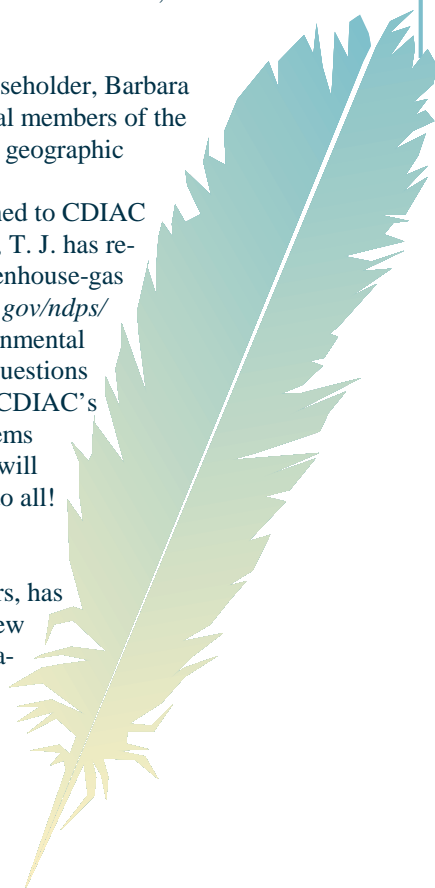 seholder, Barbara
al members of the
geographic
ned to CDIAC
T. J. has re-
enhouse-gas
gov/ndps/
nmental
uestions
CDIAC’s
ems
will
o all!
rs, has
ew
a-